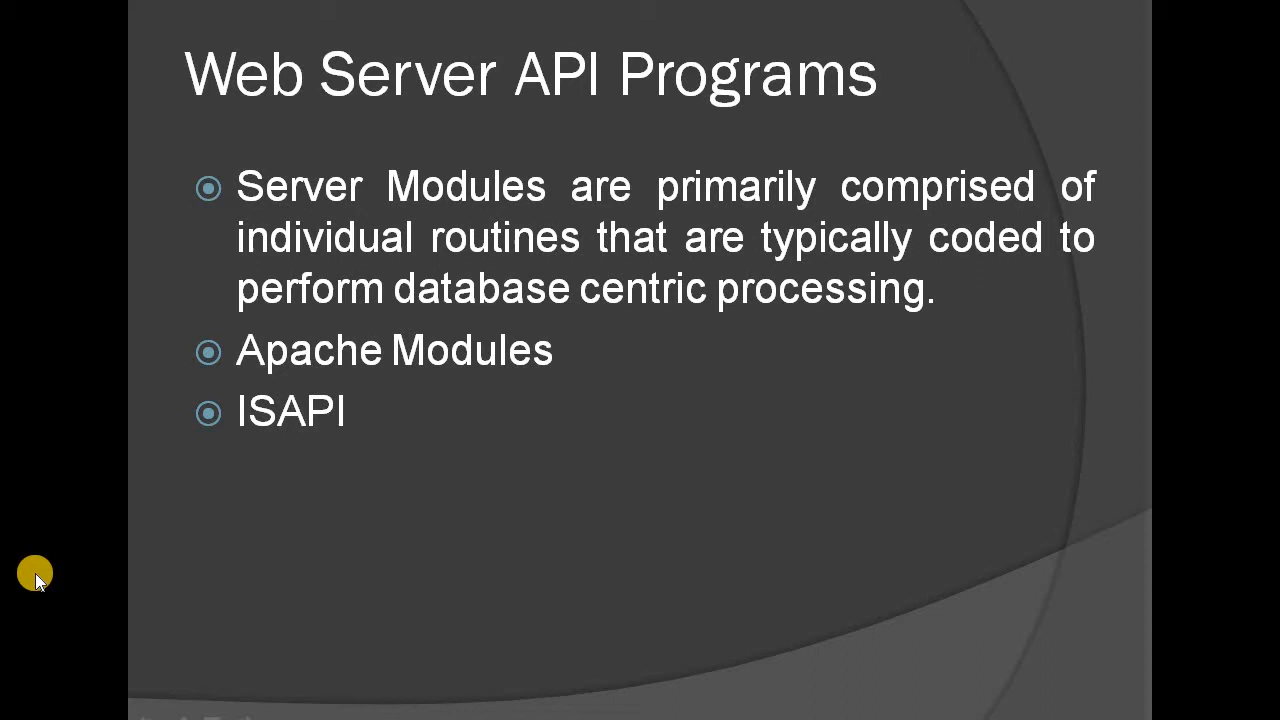 Web Server API Programs
Server Modules are primarily comprised of
individual routines that are typically coded to
perform database centric processing.
Apache Modules
ISAPI